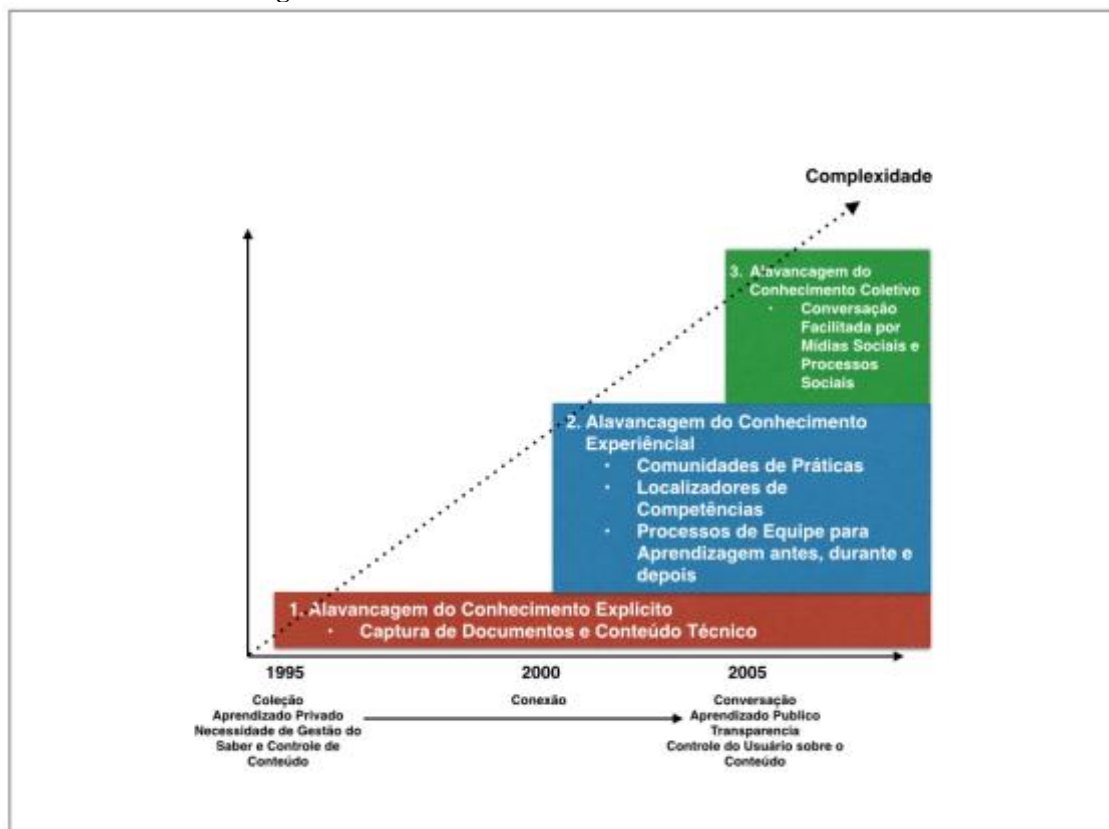 Complexidade
3. Alavancagem do
Conhecimento Coletivo
· Conversação
Facilitada por
Mídias Sociais e
Processos
Sociais
2. Alavancagem do Conhecimento
Experiêncial
· Comunidades de Práticas
· Localizadores de
Competências
· Processos de Equipe para
Aprendizagem antes, durante e
depois
1. Alavancagem do Conhecimento Explicito
· Captura de Documentos e Conteúdo Técnico
1995
2000
2005
Coleção
Aprendizado Privado
Necessidade de Gestão do
Saber e Controle de
Conteúdo
Conexão
Conversação
Aprendizado Publico
Transparencia
Controle do Usuário sobre o
Conteúdo